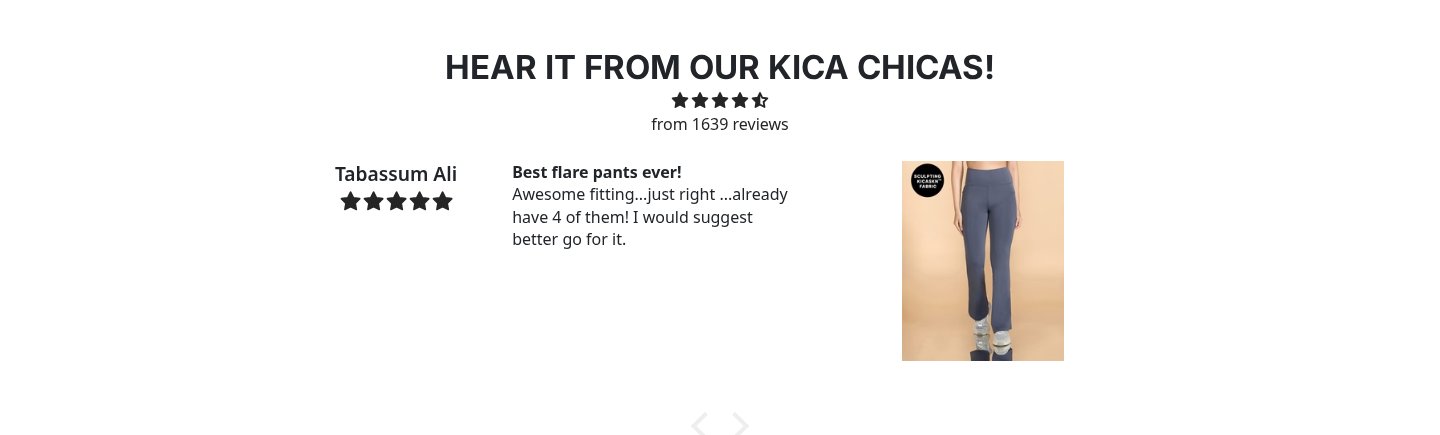 HEAR IT FROM OUR KICA CHICAS!
from 1639 reviews
Tabassum Ali
Best flare pants ever!
Awesome fitting...just right ...already
have 4 of them! I would suggest
better go for it.
SCULPTING
KICASKN™
FABRIC